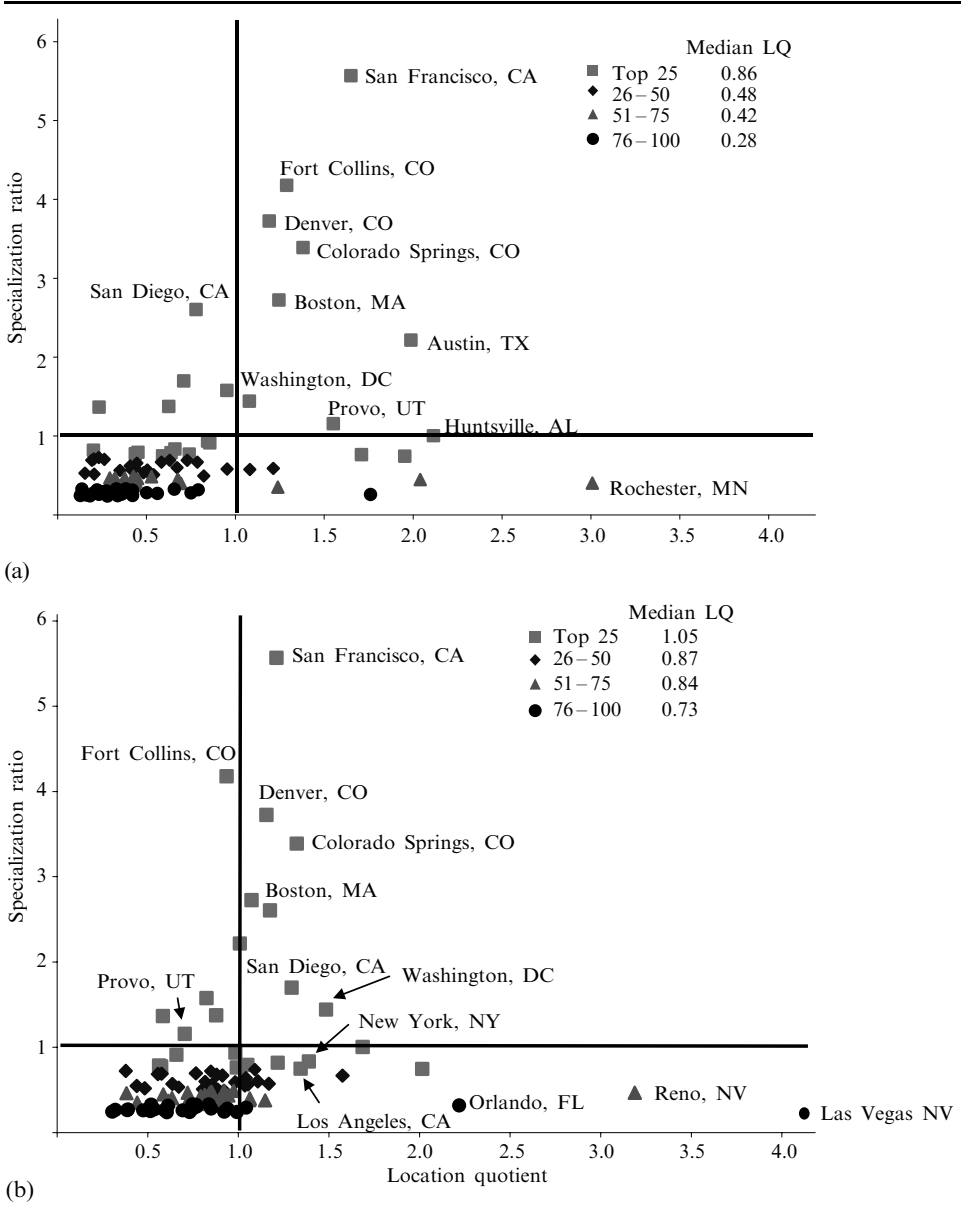 6
Median LQ
San Francisco, CA
Top 25 0.86
26–50 0.48
5
51–75 0.42
76–100 0.28
Fort Collins, CO
4
Denver, CO
Colorado Springs, CO
Specialization ratio
3
San Diego, CA
Boston, MA
Austin, TX
2
Washington, DC
Provo, UT
Huntsville, AL
1
Rochester, MN
0.5 1.0 1.5 2.0 2.5 3.0 3.5 4.0
(a)
6
Median LQ
Top 25 1.05
San Francisco, CA
26–50 0.87
51–75 0.84
5
76–100 0.73
Fort Collins, CO
4
Denver, CO
Colorado Springs, CO
Specialization ratio
3
Boston, MA
2
San Diego, CA
Washington, DC
Provo, UT
New York, NY
1
Reno, NV
Orlando, FL
Las Vegas NV
Los Angeles, CA
0.5 1.0 1.5 2.0 2.5 3.0 3.5 4.0
Location quotient
(b)